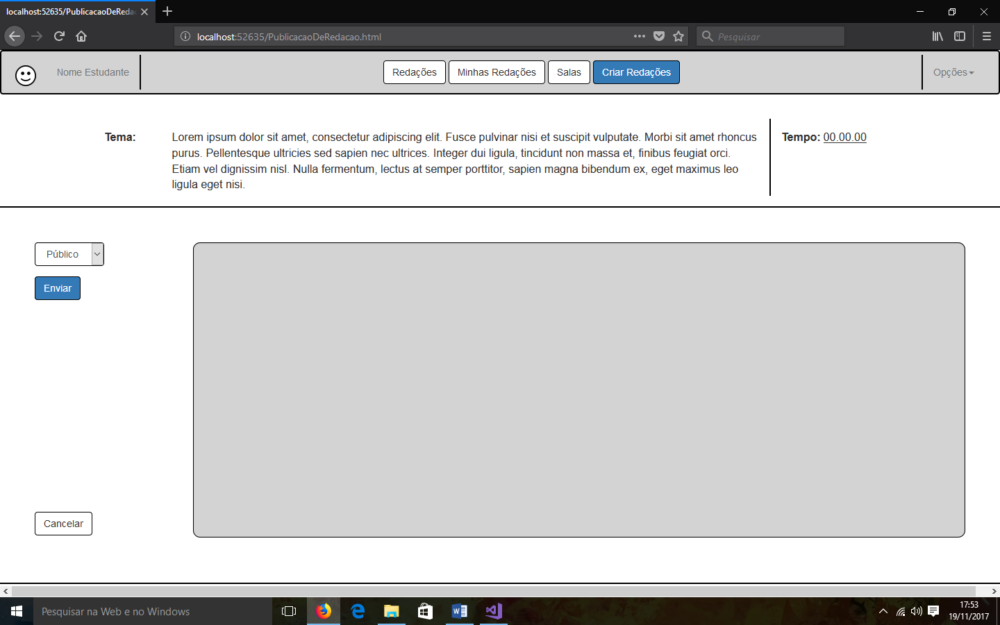 localhost:52635/PublicacaoDeReda
localhost:52635/PublicacaoDeRedacao.html
Pesquisar
Nome Estudante
Redações
Minhas Redações
Salas
Criar Redações
Opções
Tema:
Lorem ipsum dolor sit amet, consectetur adipiscing elit. Fusce pulvinar nisi et suscipit vulputate. Morbi sit amet rhoncus
purus. Pellentesque ultricies sed sapien nec ultrices. Integer dui ligula, tincidunt non massa et, finibus feugiat orci.
Etiam vel dignissim nisl. Nulla fermentum, lectus at semper porttitor, sapien magna bibendum ex, eget maximus leo
ligula eget nisi.
Tempo: 00.00.00
Público
Enviar
Cancelar
Pesquisar na Web e no Windows
17:53
19/11/2017